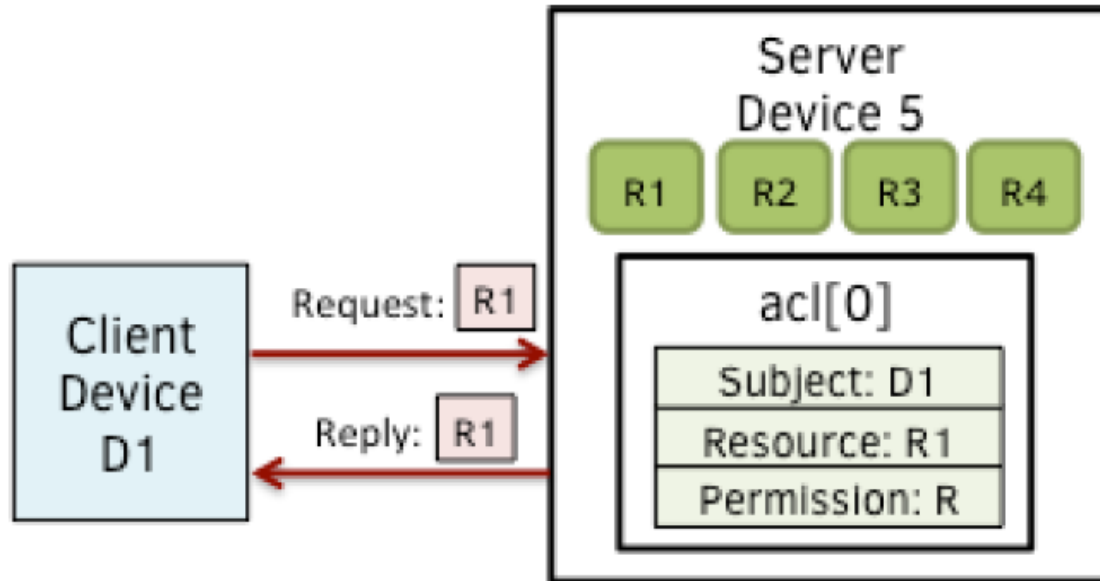 Server
Device 5
R1 R2 R3 R4
Client
Device
D1
Request: R1
Reply: R1
acl[0]
Subject: D1
Resource: R1
Permission: R